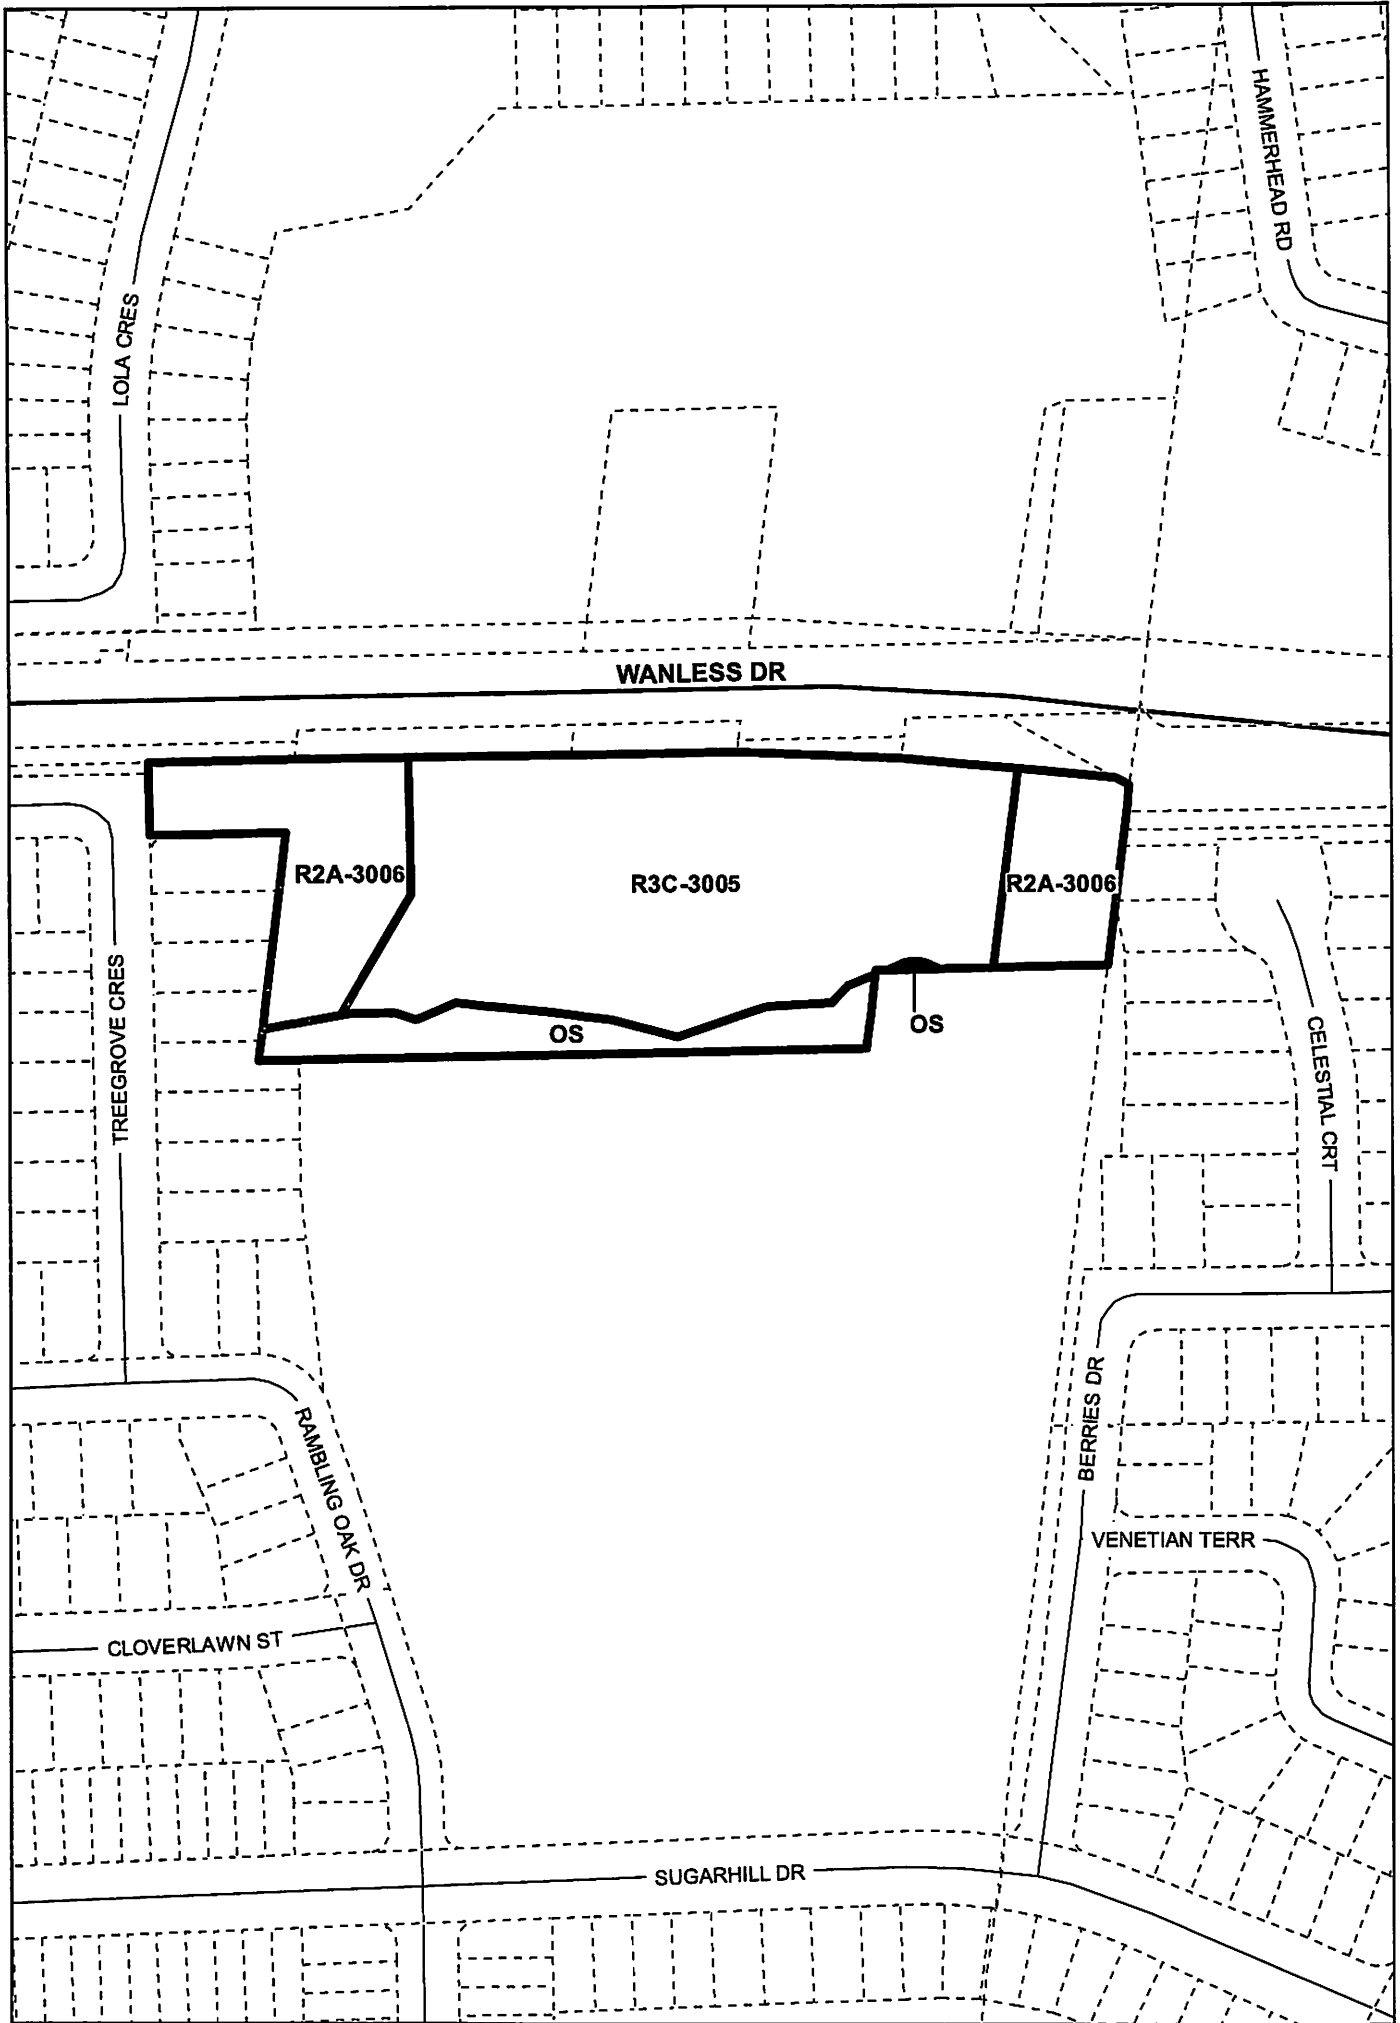 HAMMERHEAD RD
LOLA CRES
WANLESS DR
R2A-3006
R3C-3005
R2A-3006
OS
OS
TREEGROVE CRES
CELESTIAL CRT
BERRIES DR
RAMBLING OAK DR
VENETIAN TERR
CLOVERLAWN ST
SUGARHILL DR